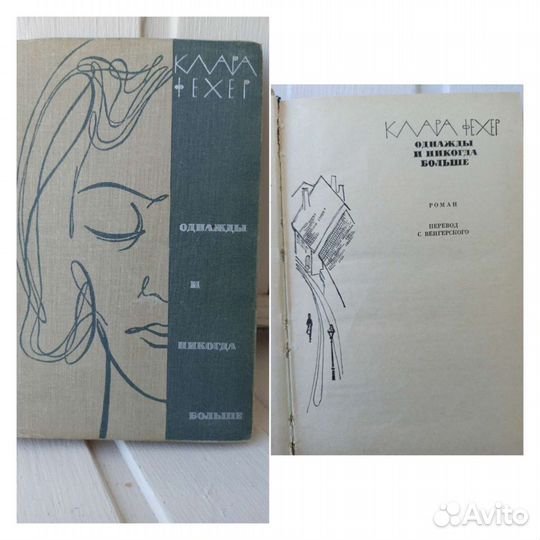 КЛАРА
ФЕХЕР
ОДНАЖДЫ
И
НИКОГДА
БОЛЬШЕ
КЛАРА ФЕХЕР
ОДНАЖДЫ
И НИКОГДА
БОЛЬШЕ
РОМАН
ПЕРЕВОД
С ВЕНГЕРСКОГО
Avito